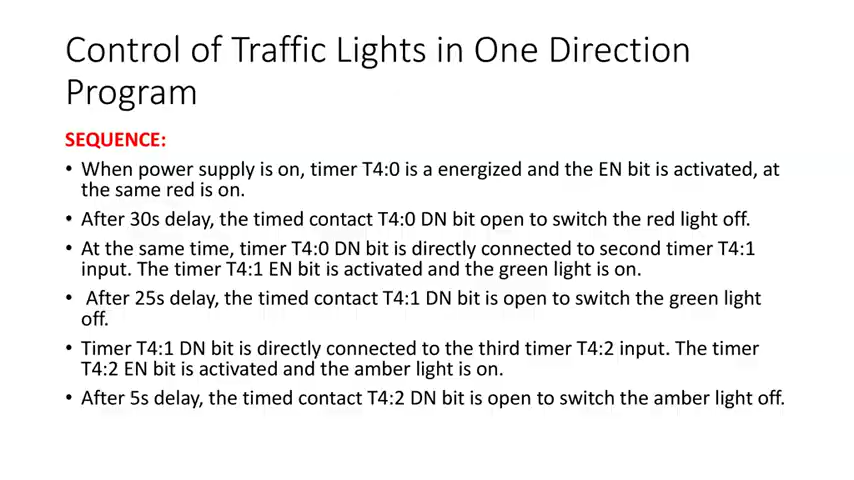 Control of Traffic Lights in One Direction
Program
SEQUENCE:
• When power supply is on, timer T4:0 is a energized and the EN bit is activated, at
the same red is on.
• After 30s delay, the timed contact T4:0 DN bit open to switch the red light off.
• At the same time, timer T4:0 DN bit is directly connected to second timer T4:1
input. The timer T4:1 EN bit is activated and the green light is on.
• After 25s delay, the timed contact T4:1 DN bit is open to switch the green light
off.
• Timer T4:1 DN bit is directly connected to the third timer T4:2 input. The timer
T4:2 EN bit is activated and the amber light is on.
• After 5s delay, the timed contact T4:2 DN bit is open to switch the amber light off.